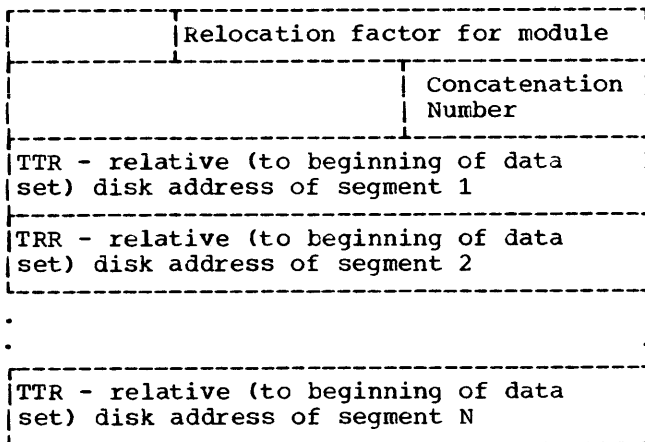 Relocation factor for module
Concatenation
Number
TTR - relative (to beginning of data
set) disk address of segment 1
TRR - relative (to beginning of data
set) disk address of segment 2
.
.
TTR - relative (to beginning of data
set) disk address of segment N